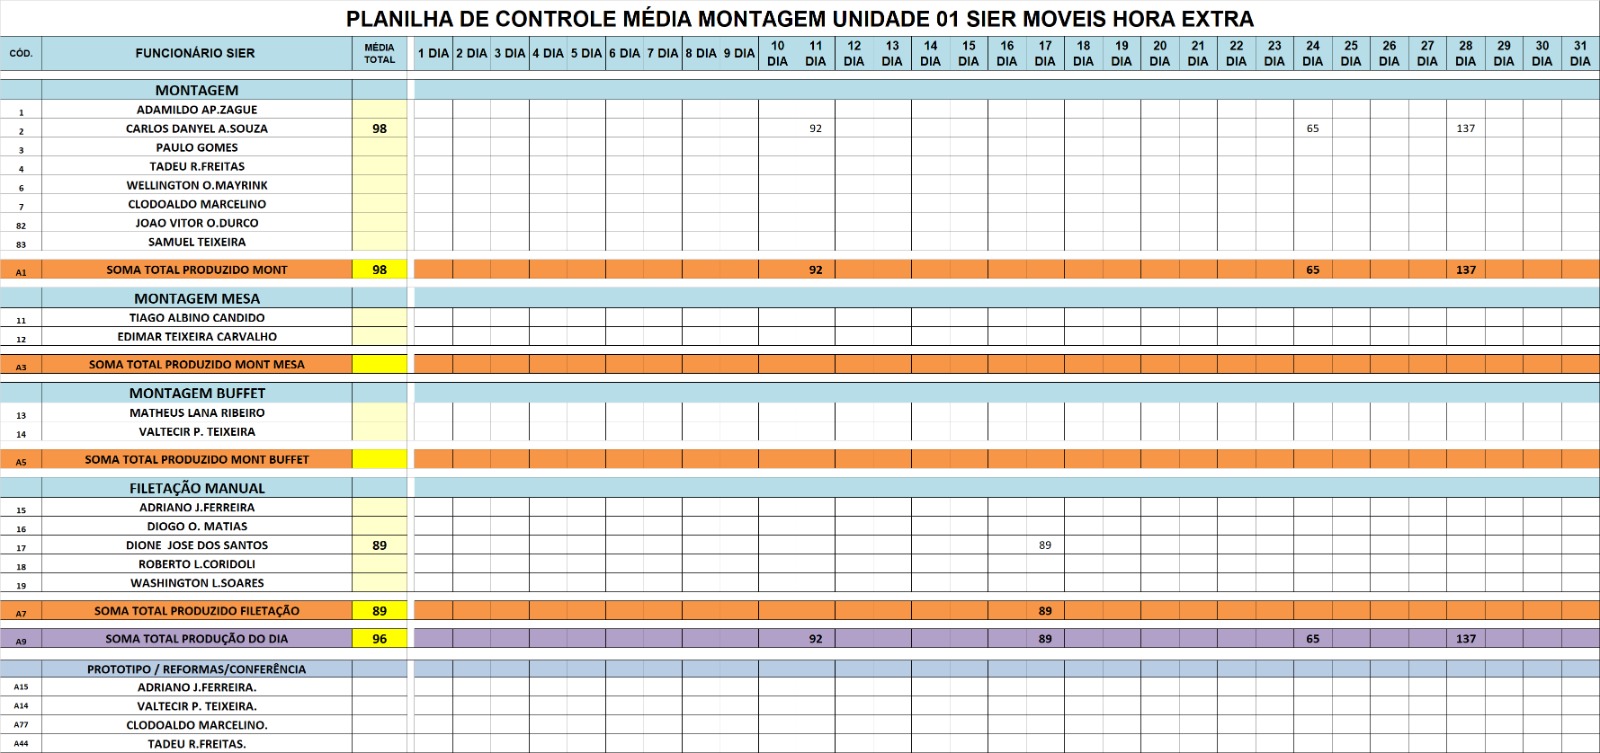 PLANILHA DE CONTROLE MÉDIA MONTAGEM UNIDADE 01 SIER MOVEIS HORA EXTRA
CÓD. FUNCIONÁRIO SIER MÉDIA TOTAL 1 DIA 2 DIA 3 DIA 4 DIA 5 DIA 6 DIA 7 DIA 8 DIA 9 DIA 10 DIA 11 DIA 12 DIA 13 DIA 14 DIA 15 DIA 16 DIA 17 DIA 18 DIA 19 DIA 20 DIA 21 DIA 22 DIA 23 DIA 24 DIA 25 DIA 26 DIA 27 DIA 28 DIA 29 DIA 30 DIA 31 DIA
MONTAGEM
1 ADAMILDO AP.ZAGUE
2 CARLOS DANYEL A.SOUZA 98 92 65 137
3 PAULO GOMES
4 TADEU R.FREITAS
6 WELLINGTON O.MAYRINK
7 CLODOALDO MARCELINO
82 JOAO VITOR O.DURCO
83 SAMUEL TEIXEIRA
A1 SOMA TOTAL PRODUZIDO MONT 98 92 65 137
MONTAGEM MESA
11 TIAGO ALBINO CANDIDO
12 EDIMAR TEIXEIRA CARVALHO
A3 SOMA TOTAL PRODUZIDO MONT MESA
MONTAGEM BUFFET
13 MATHEUS LANA RIBEIRO
14 VALTECIR P. TEIXEIRA
A5 SOMA TOTAL PRODUZIDO MONT BUFFET
FILETAÇÃO MANUAL
15 ADRIANO J.FERREIRA
16 DIOGO O. MATIAS
17 DIONE JOSE DOS SANTOS 89 89
18 ROBERTO L.CORIDOLI
19 WASHINGTON L.SOARES
A7 SOMA TOTAL PRODUZIDO FILETAÇÃO 89 89
A9 SOMA TOTAL PRODUÇÃO DO DIA 96 92 89 65 137
PROTOTIPO / REFORMAS/CONFERÊNCIA
A15 ADRIANO J.FERREIRA.
A14 VALTECIR P. TEIXEIRA.
A77 CLODOALDO MARCELINO.
A44 TADEU R.FREITAS.